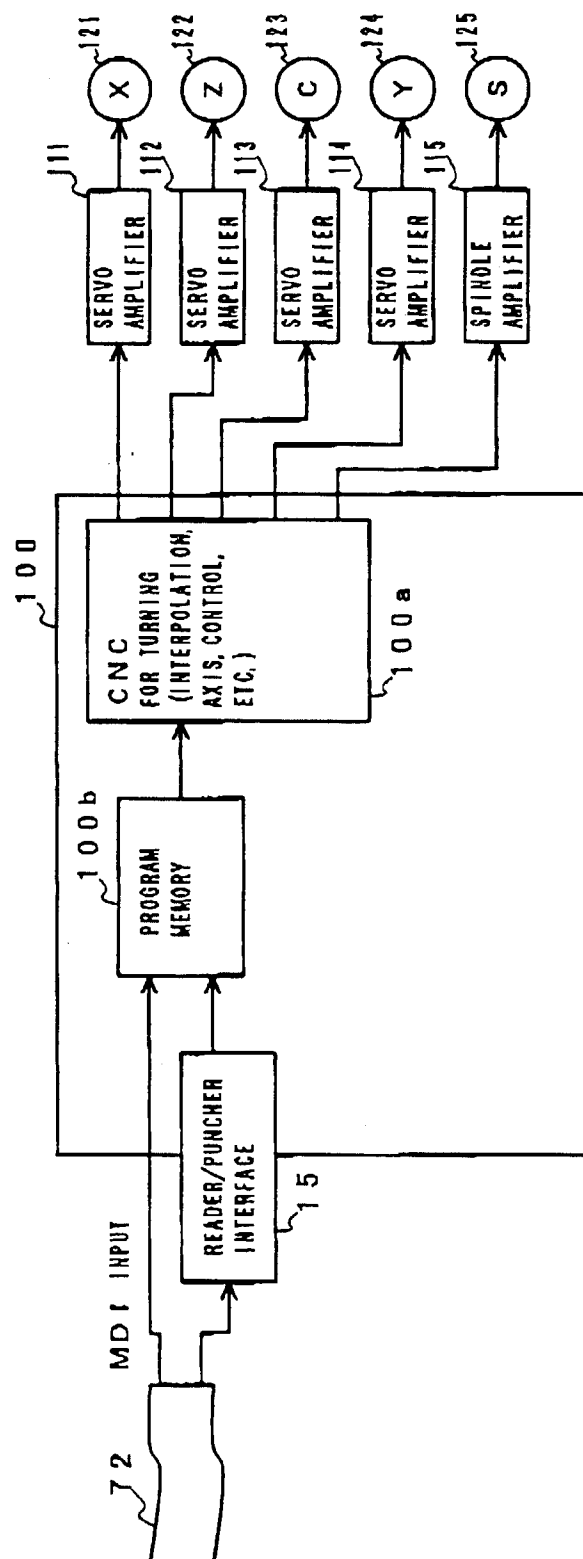 72
MDI INPUT
READER/PUNCHER
INTERFACE
15
100
100b
PROGRAM
MEMORY
CNC
FOR TURNING
(INTERPOLATION,
AXIS, CONTROL,
ETC,)
100a
111
SERVO
AMPLIFIER
121
X
112
SERVO
AMPLIFIER
122
Z
113
SERVO
AMPLIFIER
123
C
114
SERVO
AMPLIFIER
124
Y
115
SPINDLE
AMPLIFIER
125
S